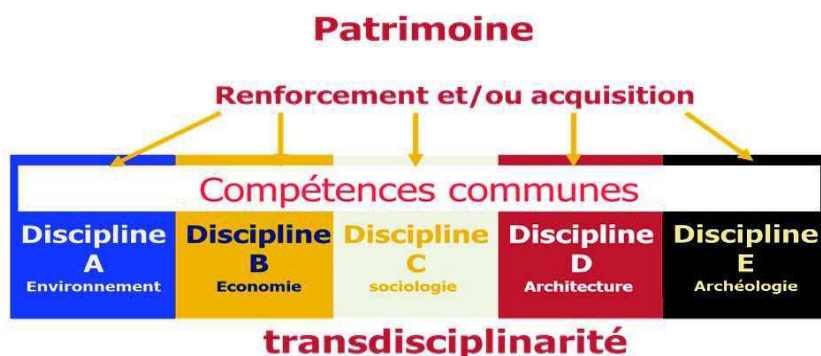 Patrimoine
Renforcement et/ou acquisition
Compétences communes
Discipline A Environnement
Discipline B Economie
Discipline C sociologie
Discipline D Architecture
Discipline E Archéologie
transdisciplinarité